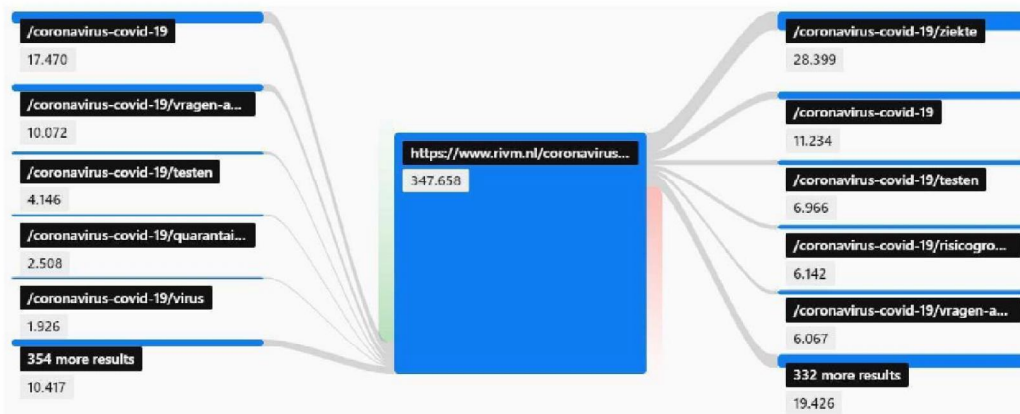 /coronavirus-covid-19
17.470
/coronavirus-covid-19/vragen-a...
10.072
/coronavirus-covid-19/testen
4.146
/coronavirus-covid-19/quarantai...
2.508
/coronavirus-covid-19/virus
1.926
354 more results
10.417
https://www.rivm.nl/coronavirus...
347.658
/coronavirus-covid-19/ziekte
28.399
/coronavirus-covid-19
11.234
/coronavirus-covid-19/testen
6.966
/coronavirus-covid-19/risicogro...
6.142
/coronavirus-covid-19/vragen-a...
6.067
332 more results
19.426